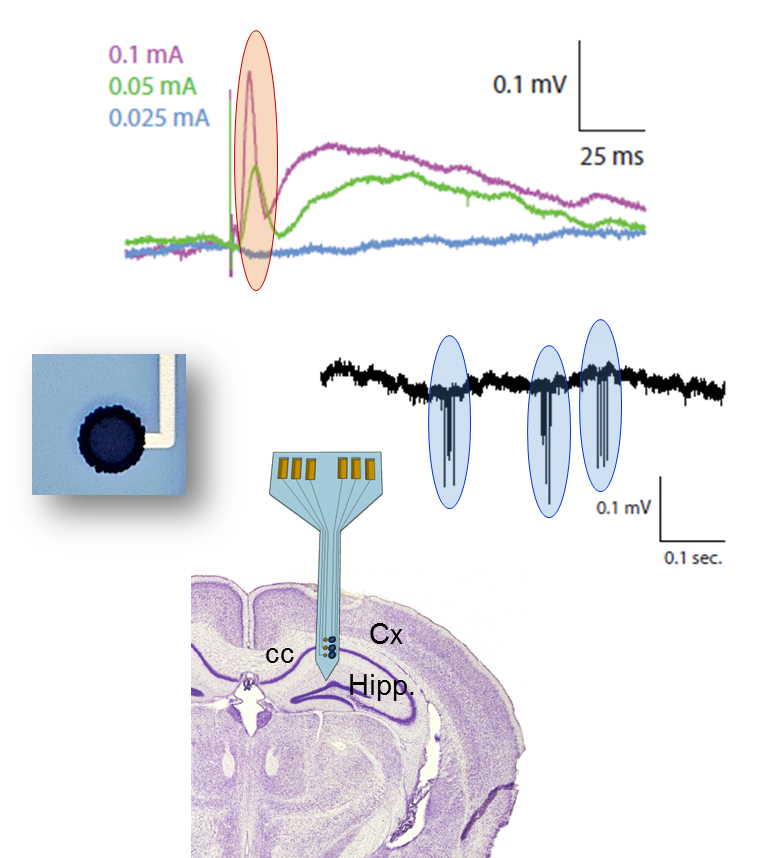 0.1 mA
0.05 mA
0.025 mA
0.1 mV
25 ms
0.1 mV
0.1 sec.
Cx
cc
Hipp.